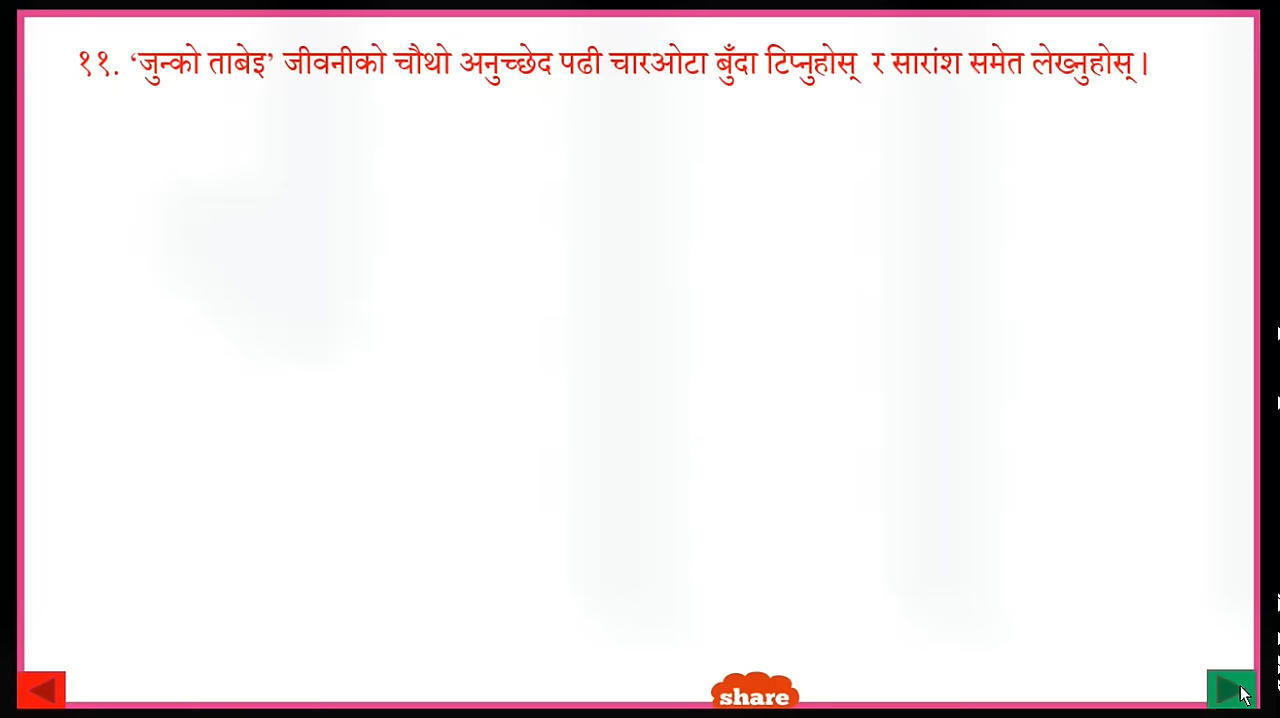 ११. ‘जुन्को ताबेइ’ जीवनीको चौथो अनुच्छेद पढी चारओटा बुँदा टिप्नुहोस् र सारांश समेत लेख्नुहोस् ।
share